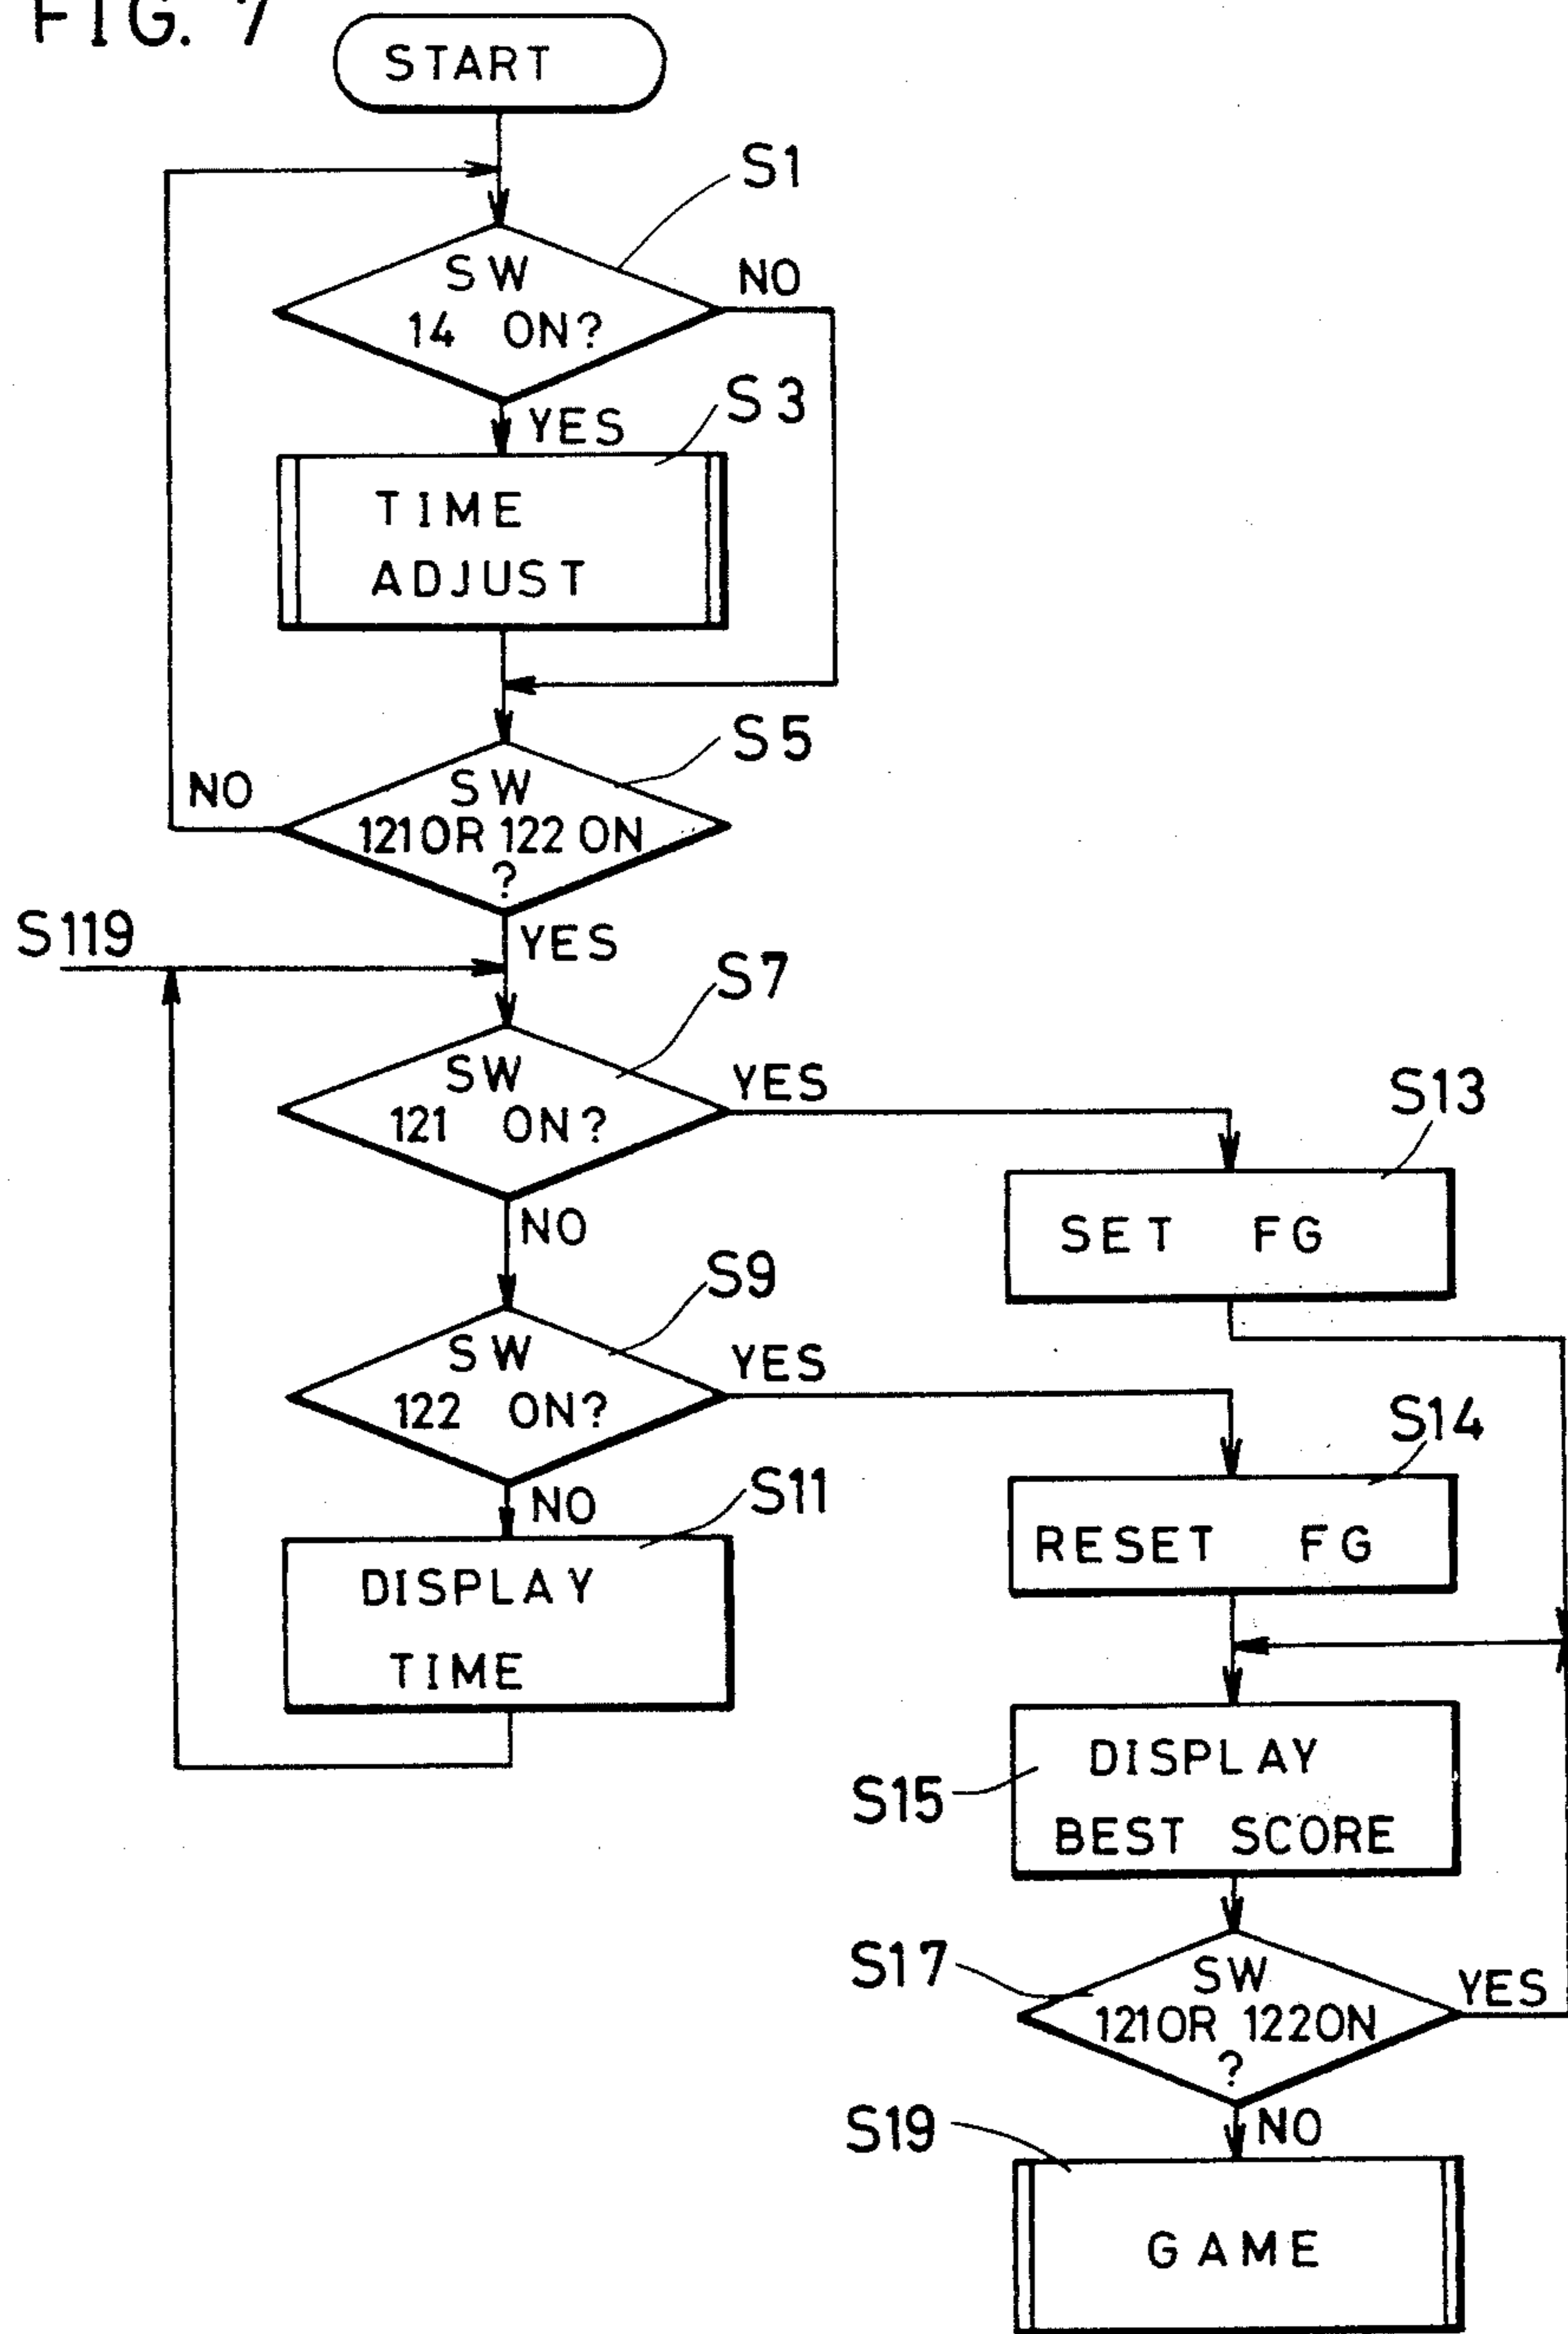 FIG. 7
START
S1
SW
14 ON?
NO
YES
S3
TIME
ADJUST
S5
SW
121 OR 122 ON
?
NO
YES
S119
S7
SW
121 ON?
YES
NO
S13
SET FG
S9
SW
122 ON?
YES
NO
S14
RESET FG
S11
DISPLAY
TIME
S15
DISPLAY
BEST SCORE
S17
SW
121 OR 122 ON
?
YES
NO
S19
GAME